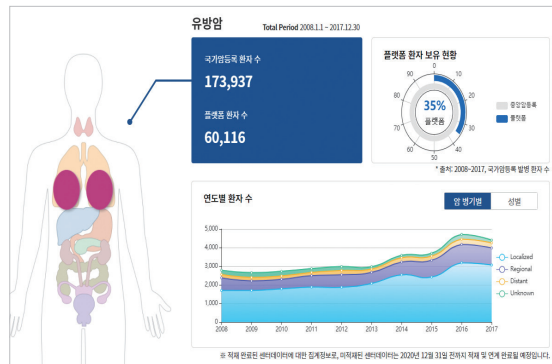 유방암 Total Period 2008.1.1 ~ 2017.12.30
국가암등록 환자 수
173,937
플랫폼 환자 수
60,116
플랫폼 환자 보유 현황
0
10
20
30
40
50
60
70
80
90
35%
플랫폼
중앙암등록
플랫폼
* 출처: 2008~2017, 국가암등록 발병 환자 수
연도별 환자 수
암 병기별 성별
5,000
4,000
3,000
2,000
1,000
0
2008 2009 2010 2011 2012 2013 2014 2015 2016 2017
Localized
Regional
Distant
Unknown
※ 적재 완료된 센터데이터에 대한 집계정보로, 미적재된 센터데이터는 2020년 12월 31일 전까지 적재 및 연계 완료될 예정입니다.